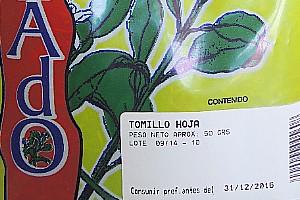 AdO
CONTENIDO
TOMILLO HOJA
PESO NETO APROX: 50 GRS
LOTE 09/14 - 10
Consumir pref.antes del 31/12/2016